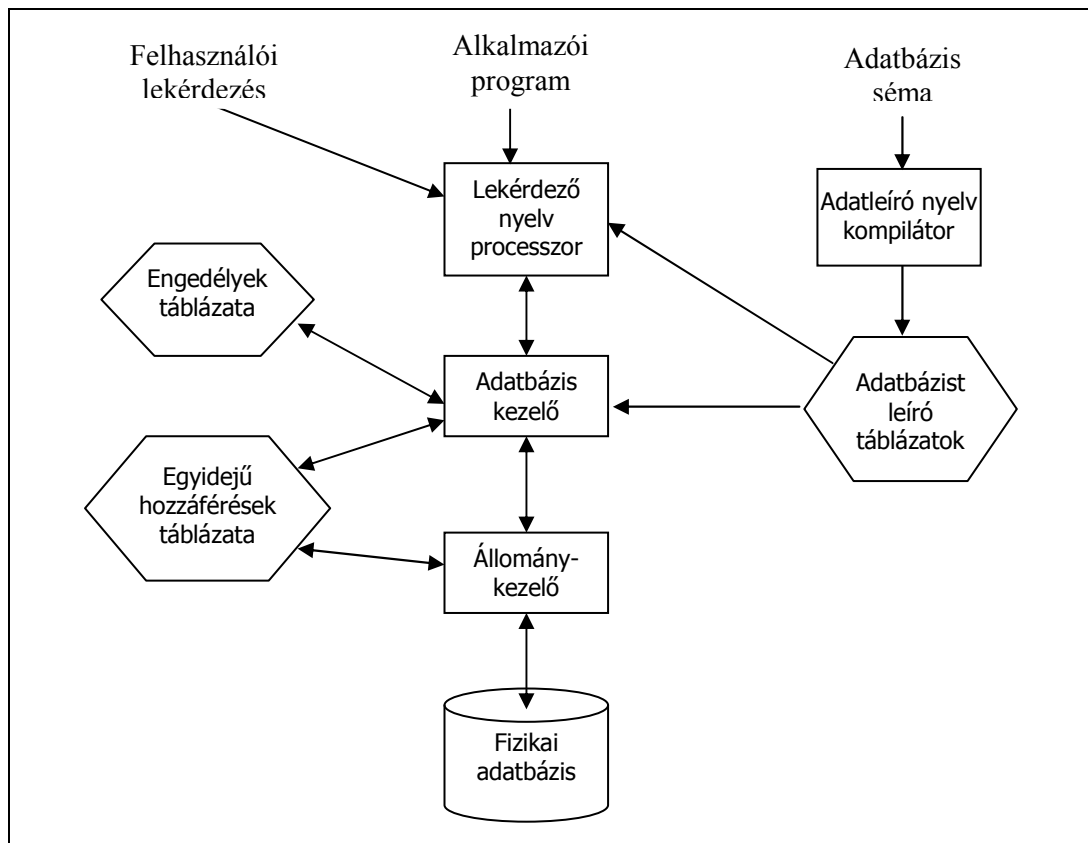 Felhasználói
lekérdezés
Alkalmazói
program
Adatbázis
séma
Lekérdező
nyelv
processzor
Adatleíró nyelv
kompilátor
Engedélyek
táblázata
Adatbázis
kezelő
Adatbázist
leíró
táblázatok
Egyidejű
hozzáférések
táblázata
Állomány-
kezelő
Fizikai
adatbázis